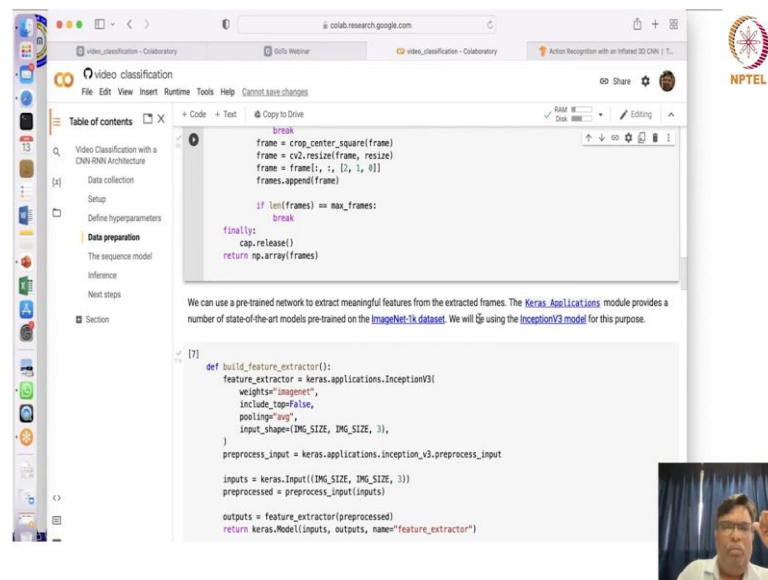 colab.research.google.com
video_classification - Colaboratory
GoTo Webinar
video_classification - Colaboratory
Action Recognition with an Inflated 3D CNN | T...
NPTEL
video classification
File Edit View Insert Runtime Tools Help Cannot save changes
Share
+ Code + Text Copy to Drive
RAM
Disk
Editing
Table of contents
Video Classification with a
CNN-RNN Architecture
Data collection
Setup
Define hyperparameters
Data preparation
The sequence model
Inference
Next steps
Section
break
frame = crop_center_square(frame)
frame = cv2.resize(frame, resize)
frame = frame[:, :, [2, 1, 0]]
frames.append(frame)
if len(frames) == max_frames:
break
finally:
cap.release()
return np.array(frames)
We can use a pre-trained network to extract meaningful features from the extracted frames. The Keras Applications module provides a
number of state-of-the-art models pre-trained on the ImageNet-1k dataset. We will be using the InceptionV3 model for this purpose.
[7]
def build_feature_extractor():
feature_extractor = keras.applications.InceptionV3(
weights="imagenet",
include_top=False,
pooling="avg",
input_shape=(IMG_SIZE, IMG_SIZE, 3),
)
preprocess_input = keras.applications.inception_v3.preprocess_input
inputs = keras.Input((IMG_SIZE, IMG_SIZE, 3))
preprocessed = preprocess_input(inputs)
outputs = feature_extractor(preprocessed)
return keras.Model(inputs, outputs, name="feature_extractor")